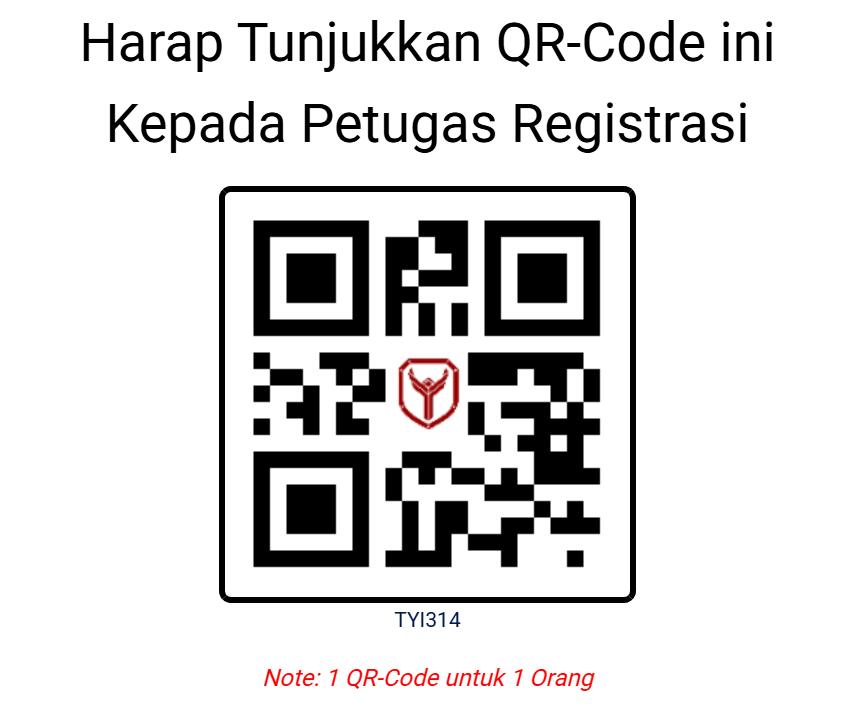 Harap Tunjukkan QR-Code ini
Kepada Petugas Registrasi
TYI314
Note: 1 QR-Code untuk 1 Orang